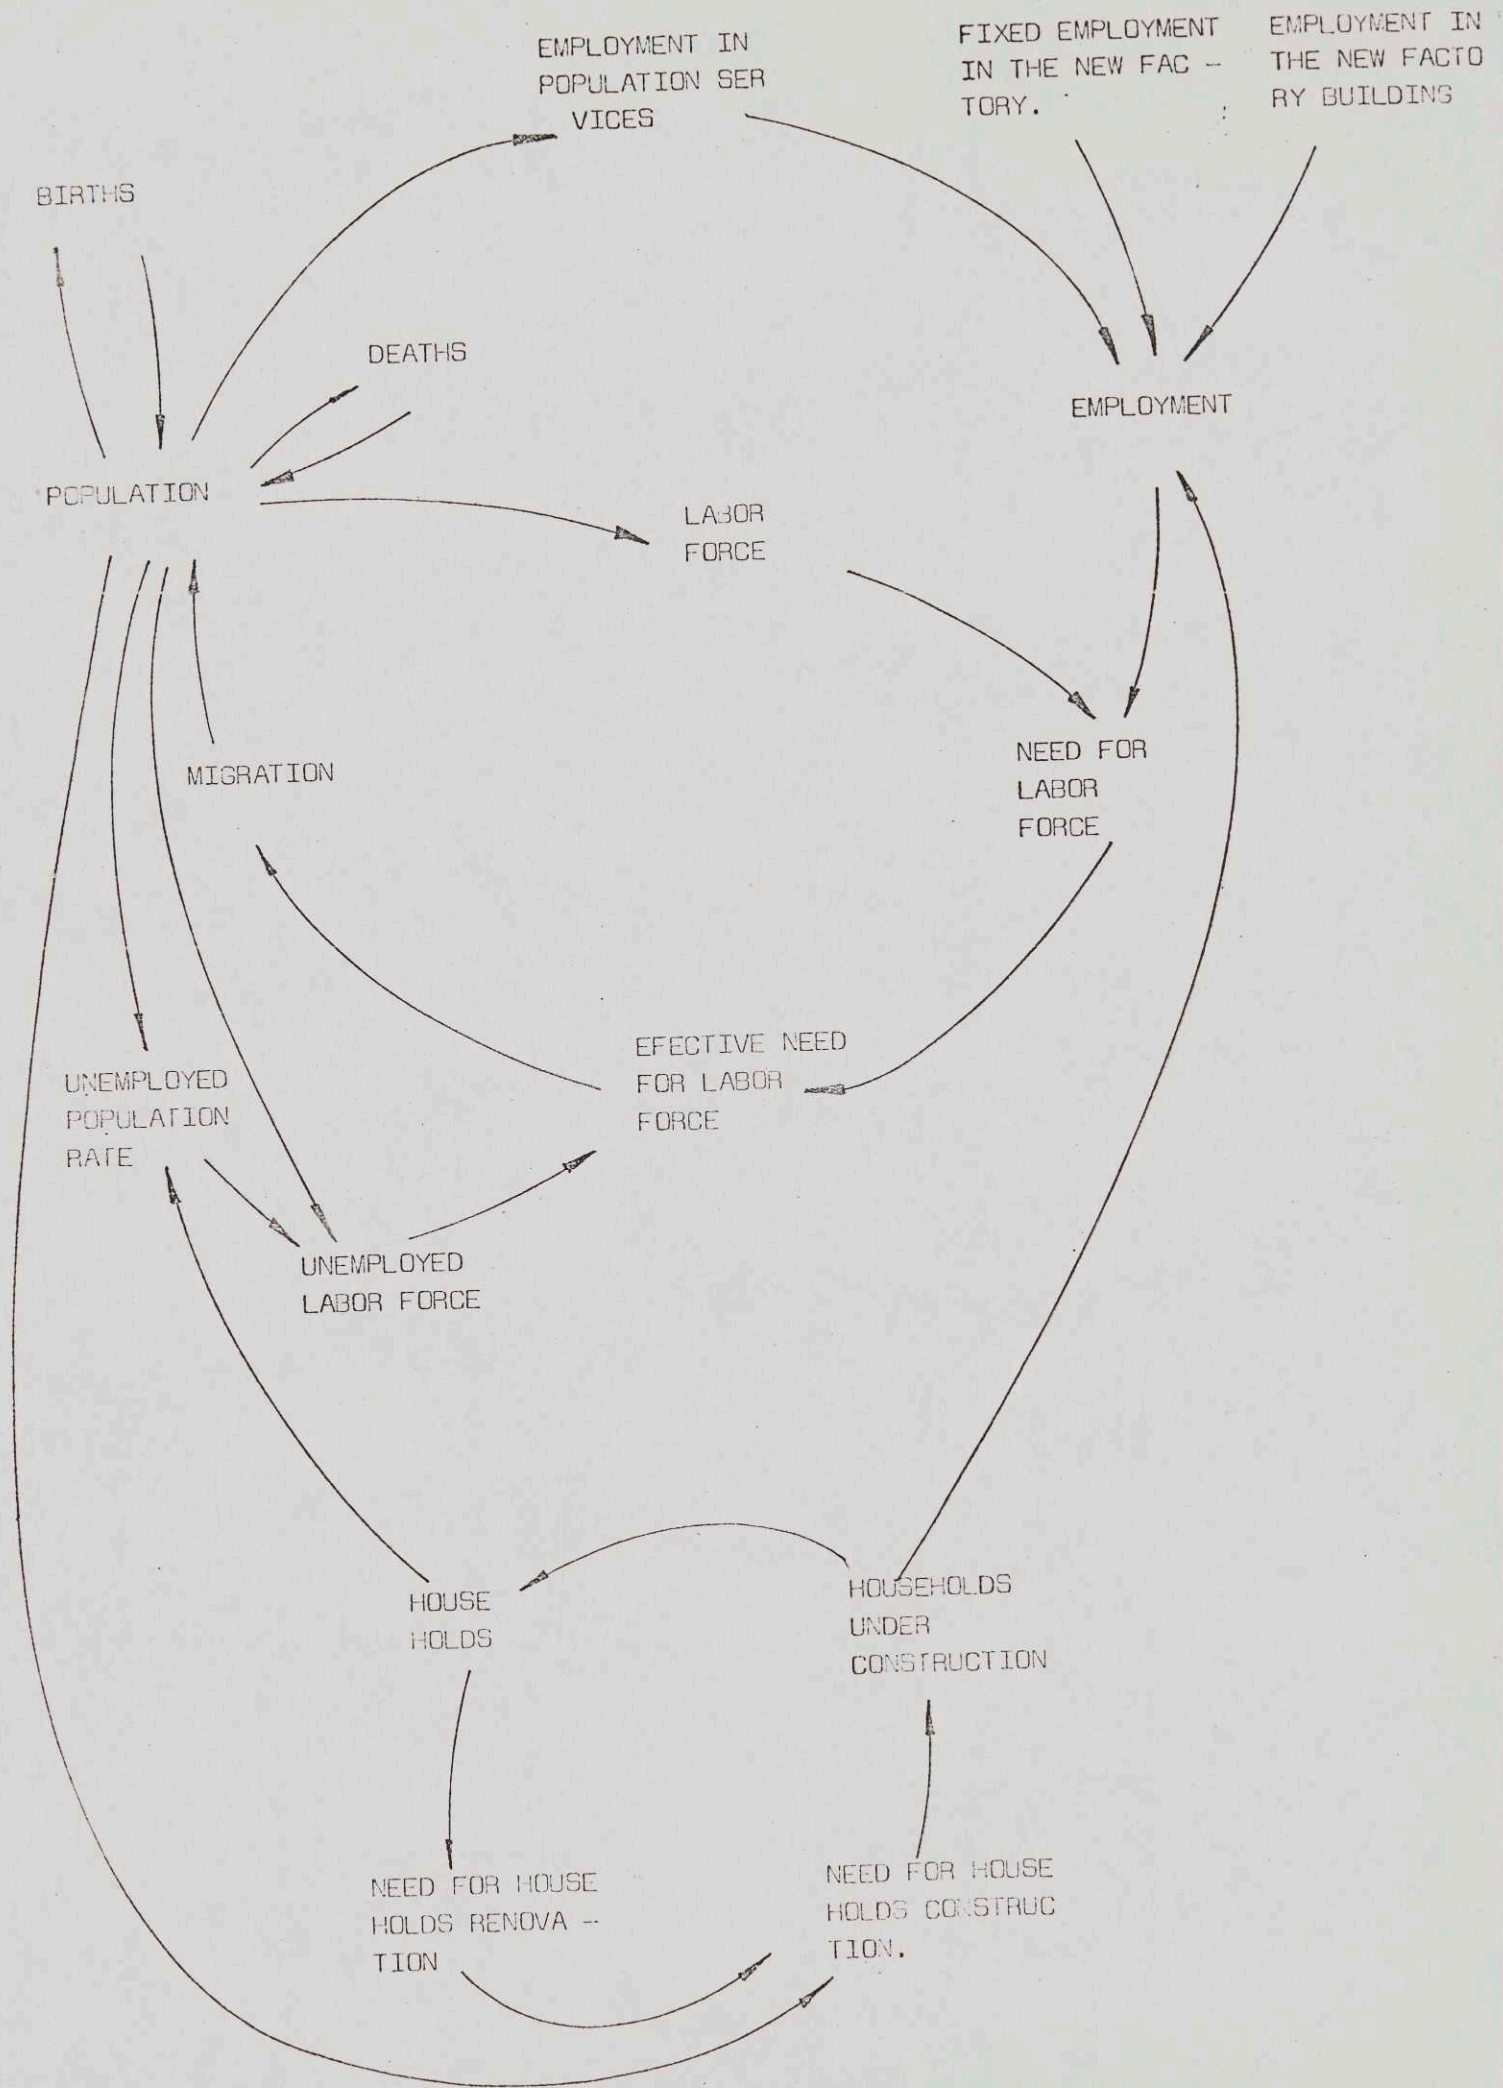 EMPLOYMENT IN
POPULATION SER
VICES
FIXED EMPLOYMENT
IN THE NEW FAC -
TORY.
EMPLOYMENT IN
THE NEW FACTO
RY BUILDING
BIRTHS
DEATHS
EMPLOYMENT
POPULATION
LABOR
FORCE
MIGRATION
NEED FOR
LABOR
FORCE
EFECTIVE NEED
FOR LABOR
FORCE
UNEMPLOYED
POPULATION
RATE
UNEMPLOYED
LABOR FORCE
HOUSE
HOLDS
HOUSEHOLDS
UNDER
CONSTRUCTION
NEED FOR HOUSE
HOLDS RENOVA -
TION
NEED FOR HOUSE
HOLDS CONSTRUC
TION.